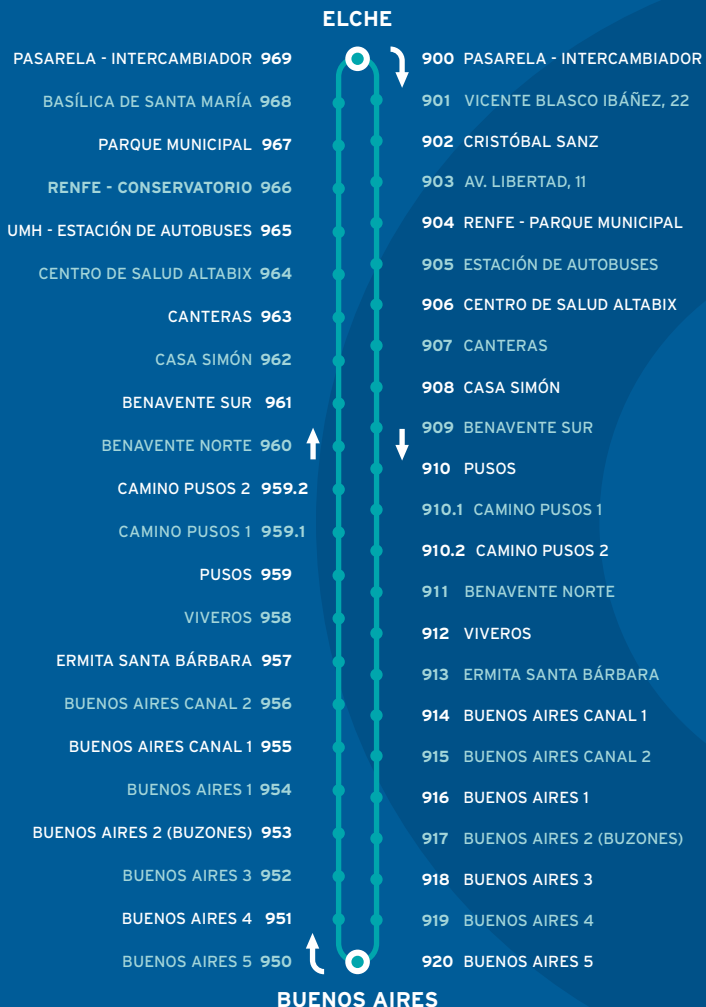 ELCHE
PASARELA - INTERCAMBIADOR 969
BASÍLICA DE SANTA MARÍA 968
PARQUE MUNICIPAL 967
RENFE - CONSERVATORIO 966
UMH - ESTACIÓN DE AUTOBUSES 965
CENTRO DE SALUD ALTABIX 964
CANTERAS 963
CASA SIMÓN 962
BENAVENTE SUR 961
BENAVENTE NORTE 960
CAMINO PUSOS 2 959.2
CAMINO PUSOS 1 959.1
PUSOS 959
VIVEROS 958
ERMITA SANTA BÁRBARA 957
BUENOS AIRES CANAL 2 956
BUENOS AIRES CANAL 1 955
BUENOS AIRES 1 954
BUENOS AIRES 2 (BUZONES) 953
BUENOS AIRES 3 952
BUENOS AIRES 4 951
BUENOS AIRES 5 950
900 PASARELA - INTERCAMBIADOR
901 VICENTE BLASCO IBÁÑEZ, 22
902 CRISTÓBAL SANZ
903 AV. LIBERTAD, 11
904 RENFE - PARQUE MUNICIPAL
905 ESTACIÓN DE AUTOBUSES
906 CENTRO DE SALUD ALTABIX
907 CANTERAS
908 CASA SIMÓN
909 BENAVENTE SUR
910 PUSOS
910.1 CAMINO PUSOS 1
910.2 CAMINO PUSOS 2
911 BENAVENTE NORTE
912 VIVEROS
913 ERMITA SANTA BÁRBARA
914 BUENOS AIRES CANAL 1
915 BUENOS AIRES CANAL 2
916 BUENOS AIRES 1
917 BUENOS AIRES 2 (BUZONES)
918 BUENOS AIRES 3
919 BUENOS AIRES 4
920 BUENOS AIRES 5
BUENOS AIRES